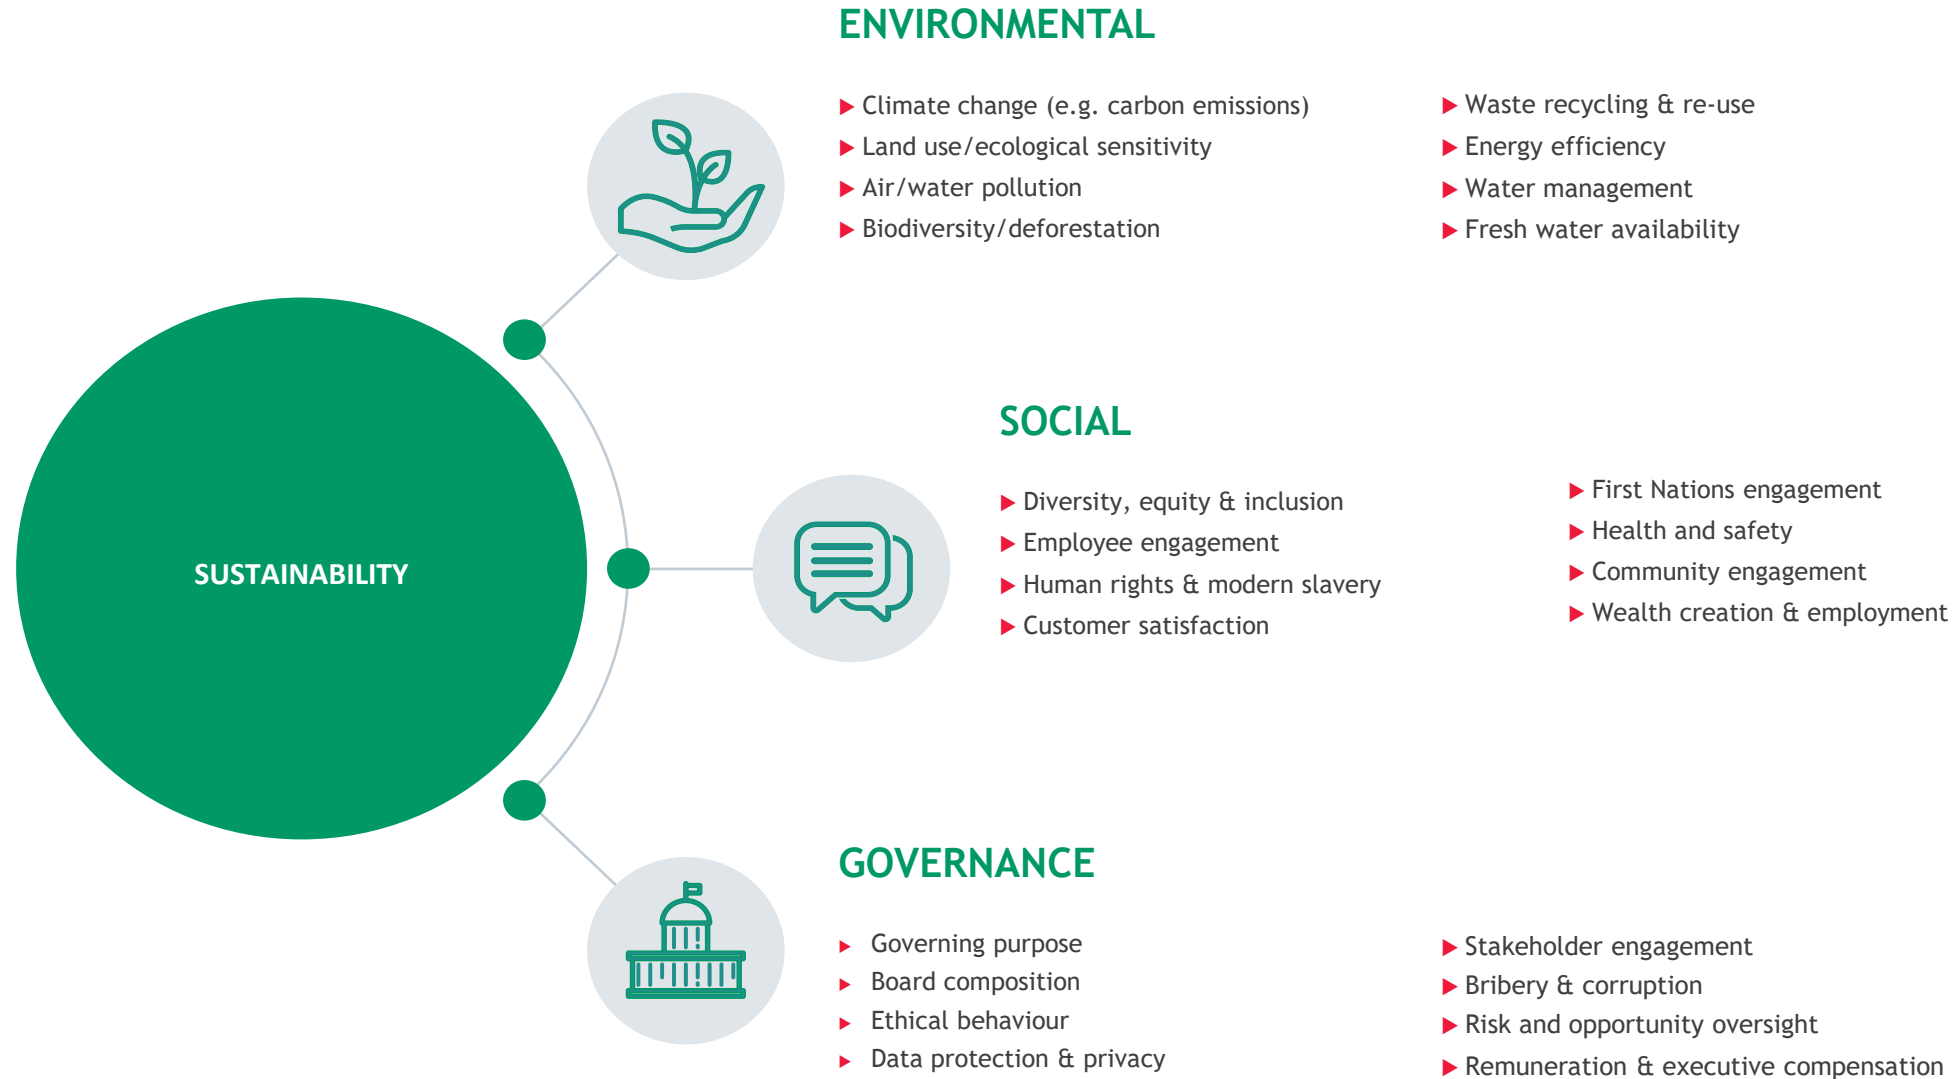 ENVIRONMENTAL
Climate change (e.g. carbon emissions)
Land use/ecological sensitivity
Air/water pollution
Biodiversity/deforestation
Waste recycling & re-use
Energy efficiency
Water management
Fresh water availability
SUSTAINABILITY
SOCIAL
Diversity, equity & inclusion
Employee engagement
Human rights & modern slavery
Customer satisfaction
First Nations engagement
Health and safety
Community engagement
Wealth creation & employment
GOVERNANCE
Governing purpose
Board composition
Ethical behaviour
Data protection & privacy
Stakeholder engagement
Bribery & corruption
Risk and opportunity oversight
Remuneration & executive compensation